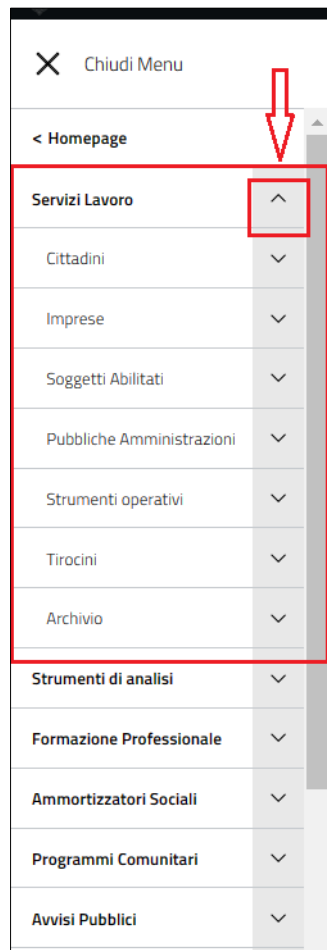 Chiudi Menu
< Homepage
Servizi Lavoro
Cittadini
Imprese
Soggetti Abilitati
Pubbliche Amministrazioni
Strumenti operativi
Tirocini
Archivio
Strumenti di analisi
Formazione Professionale
Ammortizzatori Sociali
Programmi Comunitari
Avvisi Pubblici